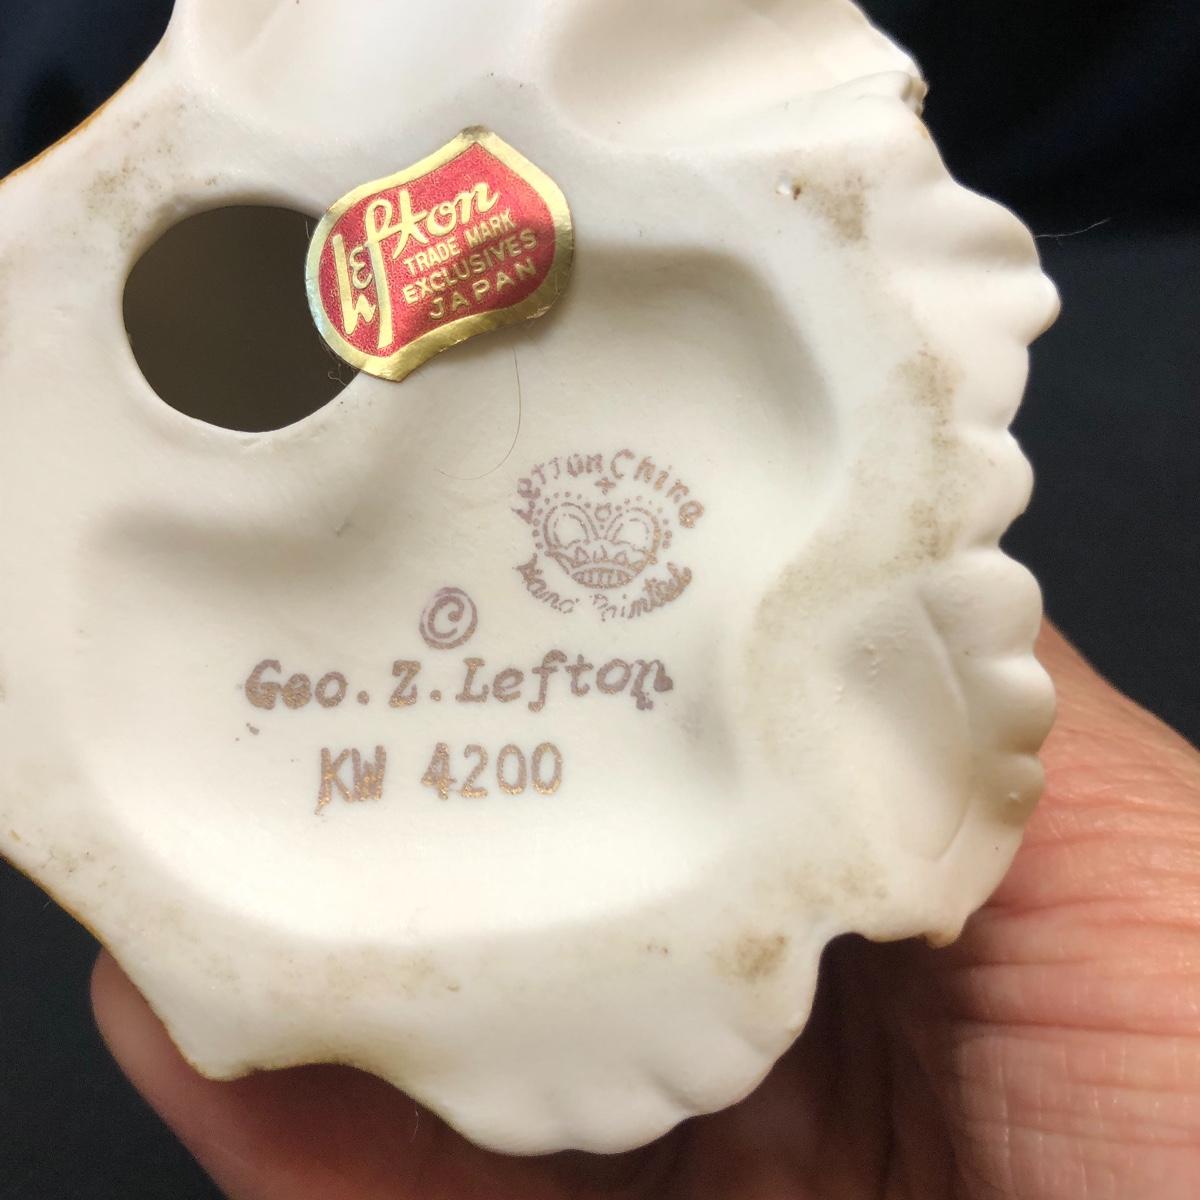 Lefton
TRADE MARK
EXCLUSIVES
JAPAN
Lefton China
Hand Painted
©
Geo. Z. Lefton
KW 4200